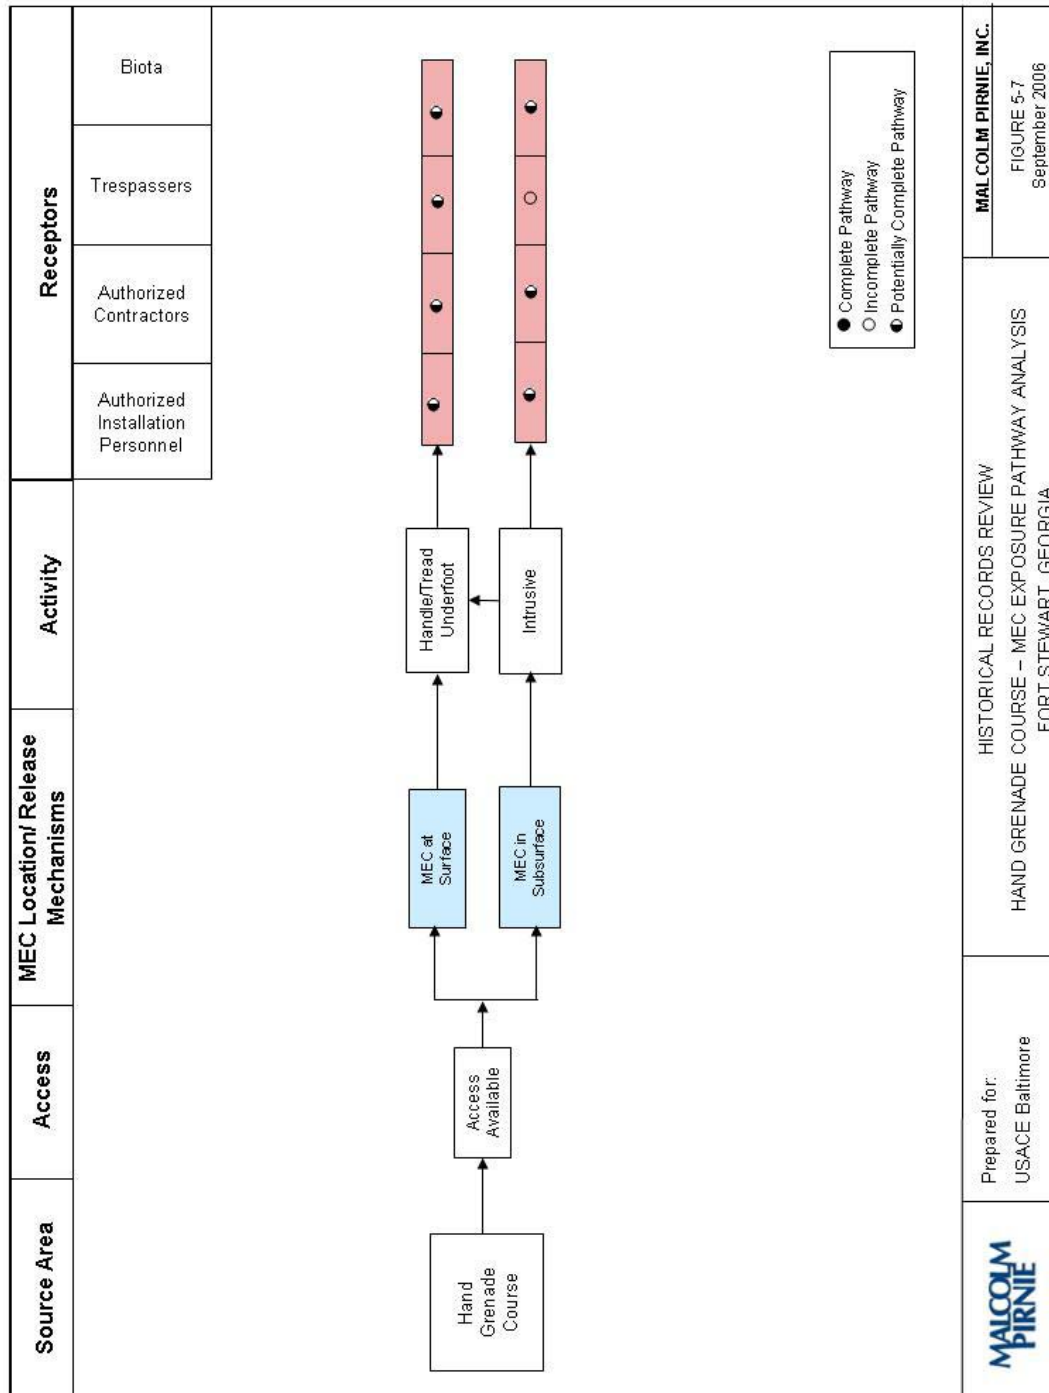 Source Area
Access
MEC Location/ Release
Mechanisms
Activity
Receptors
Authorized
Installation
Personnel
Authorized
Contractors
Trespassers
Biota
Hand
Grenade
Course
Access
Available
MEC at
Surface
MEC in
Subsurface
Handle/Tread
Underfoot
Intrusive
Complete Pathway
Incomplete Pathway
Potentially Complete Pathway
MALCOLM
PIRNIE
Prepared for:
USACE Baltimore
HISTORICAL RECORDS REVIEW
HAND GRENADE COURSE – MEC EXPOSURE PATHWAY ANALYSIS
FORT STEWART, GEORGIA
MALCOLM PIRNIE, INC.
FIGURE 5-7
September 2006